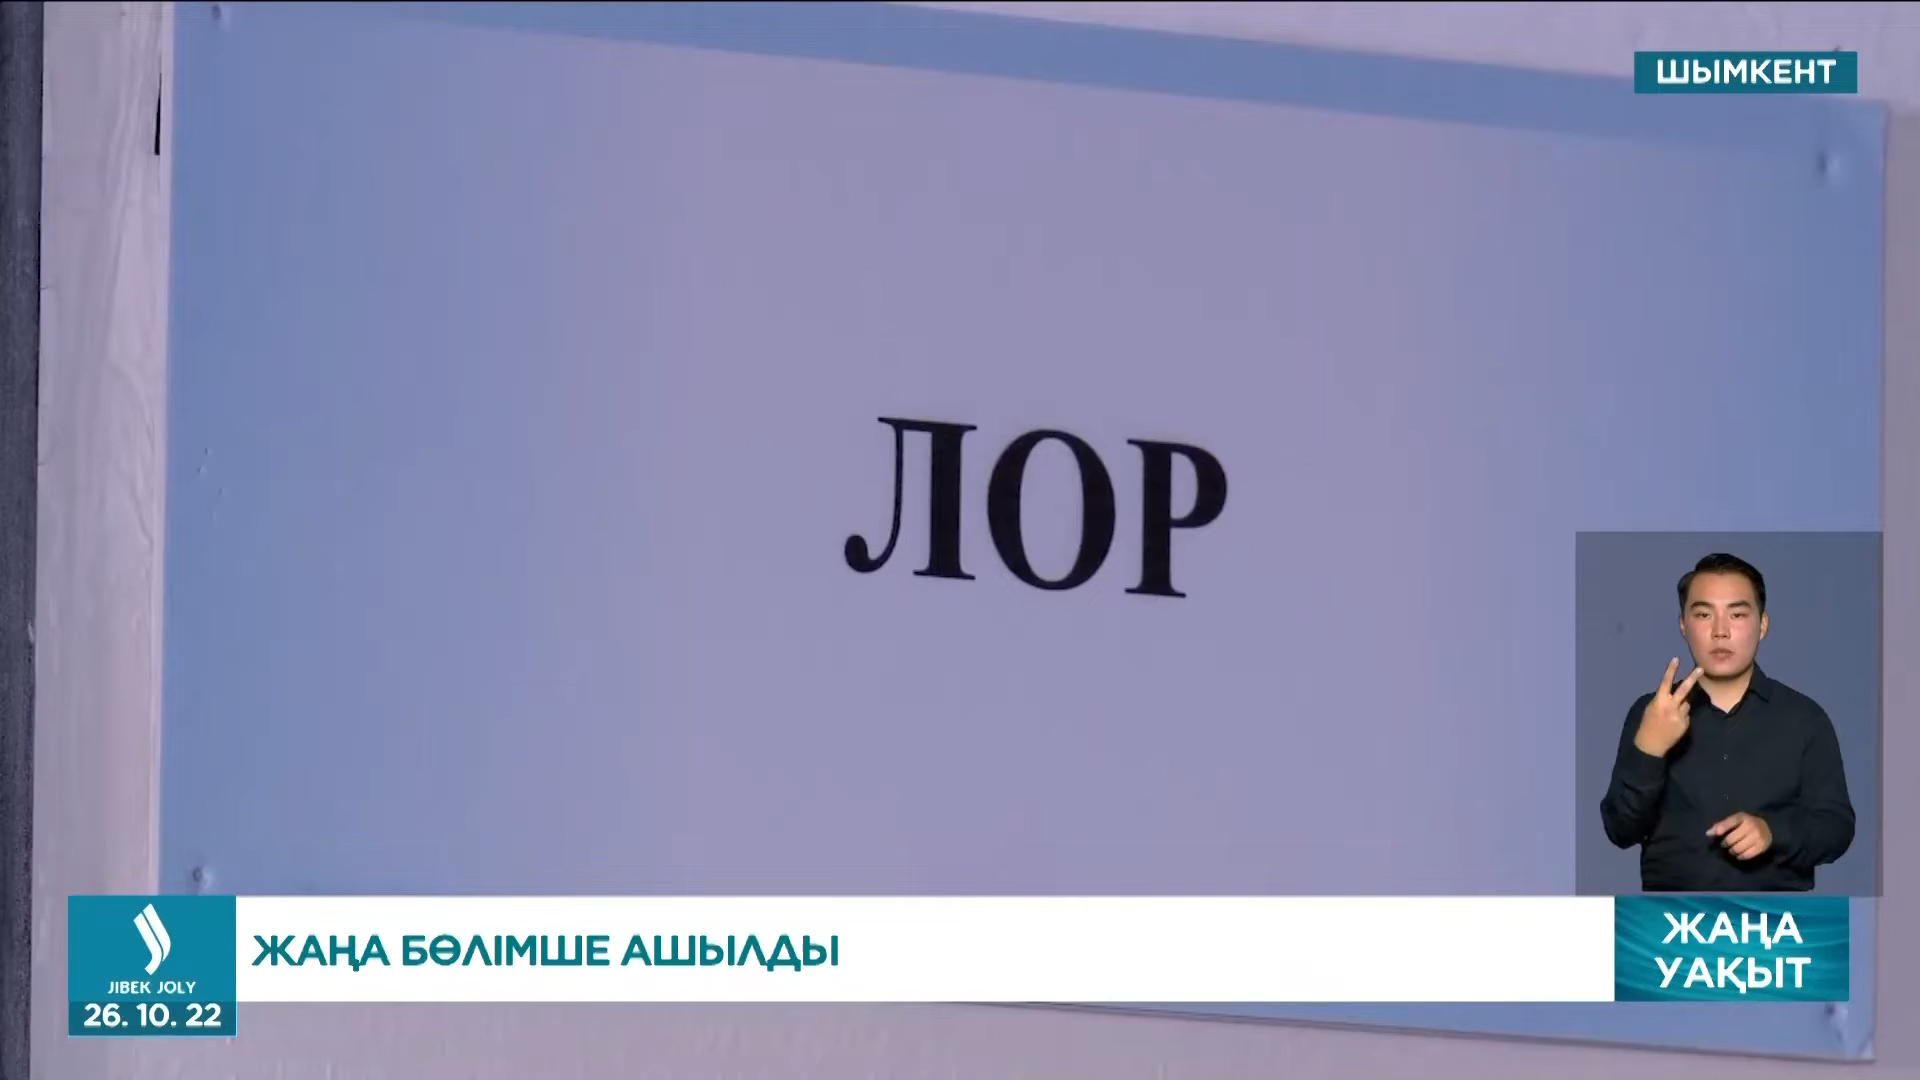 ШЫМКЕНТ
ЛОР
ЖАҢА БӨЛІМШЕ АШЫЛДЫ
ЖАҢА
УАҚЫТ
JIBEK JOLY
26. 10. 22